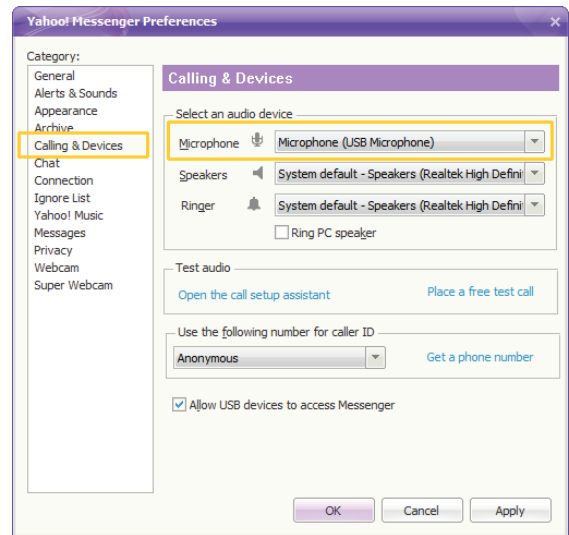 Yahoo! Messenger Preferences
Category:
General
Alerts & Sounds
Appearance
Archive
Calling & Devices
Chat
Connection
Ignore List
Yahoo! Music
Messages
Privacy
Webcam
Super Webcam
Calling & Devices
Select an audio device
Microphone Microphone (USB Microphone)
Speakers System default - Speakers (Realtek High Defini
Ringer System default - Speakers (Realtek High Defini
Ring PC speaker
Test audio
Open the call setup assistant Place a free test call
Use the following number for caller ID
Anonymous Get a phone number
Allow USB devices to access Messenger
OK Cancel Apply